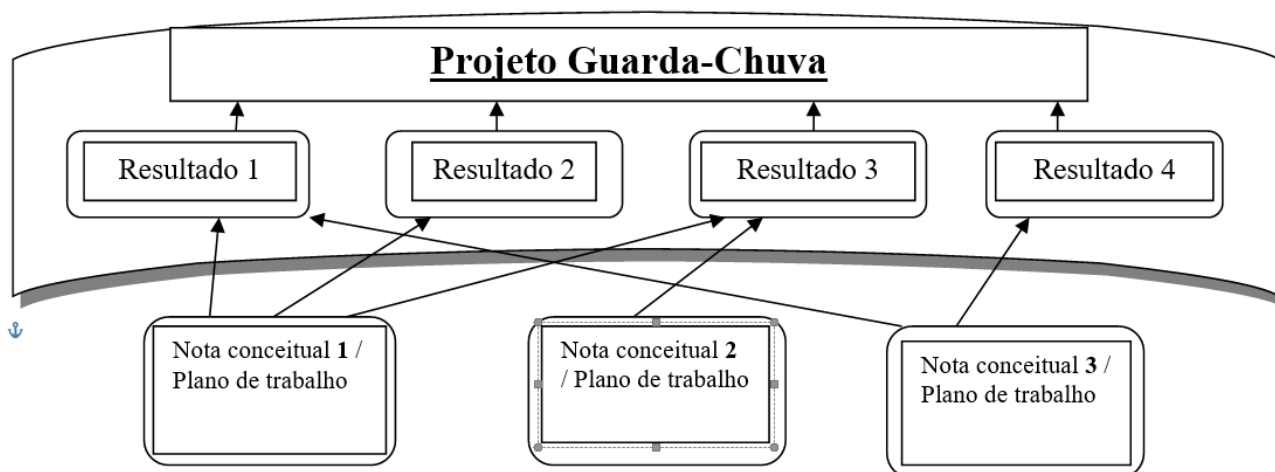 Projeto Guarda-Chuva
Resultado 1
Resultado 2
Resultado 3
Resultado 4
Nota conceitual 1 /
Plano de trabalho
Nota conceitual 2
/ Plano de trabalho
Nota conceitual 3 /
Plano de trabalho